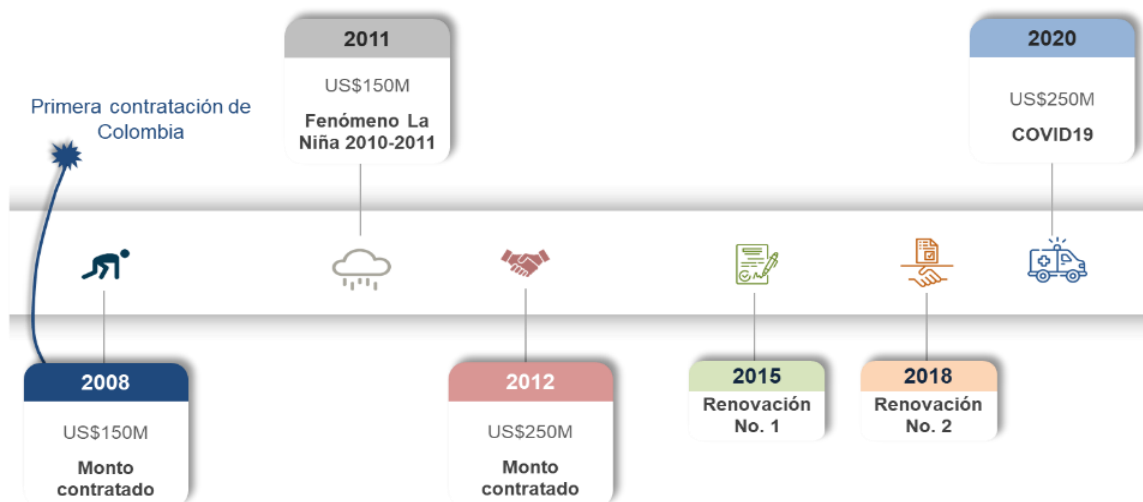 Primera contratación de
Colombia
2008
US$150M
Monto
contratado
2011
US$150M
Fenómeno La
Niña 2010-2011
2012
US$250M
Monto
contratado
2015
Renovación
No. 1
2018
Renovación
No. 2
2020
US$250M
COVID19